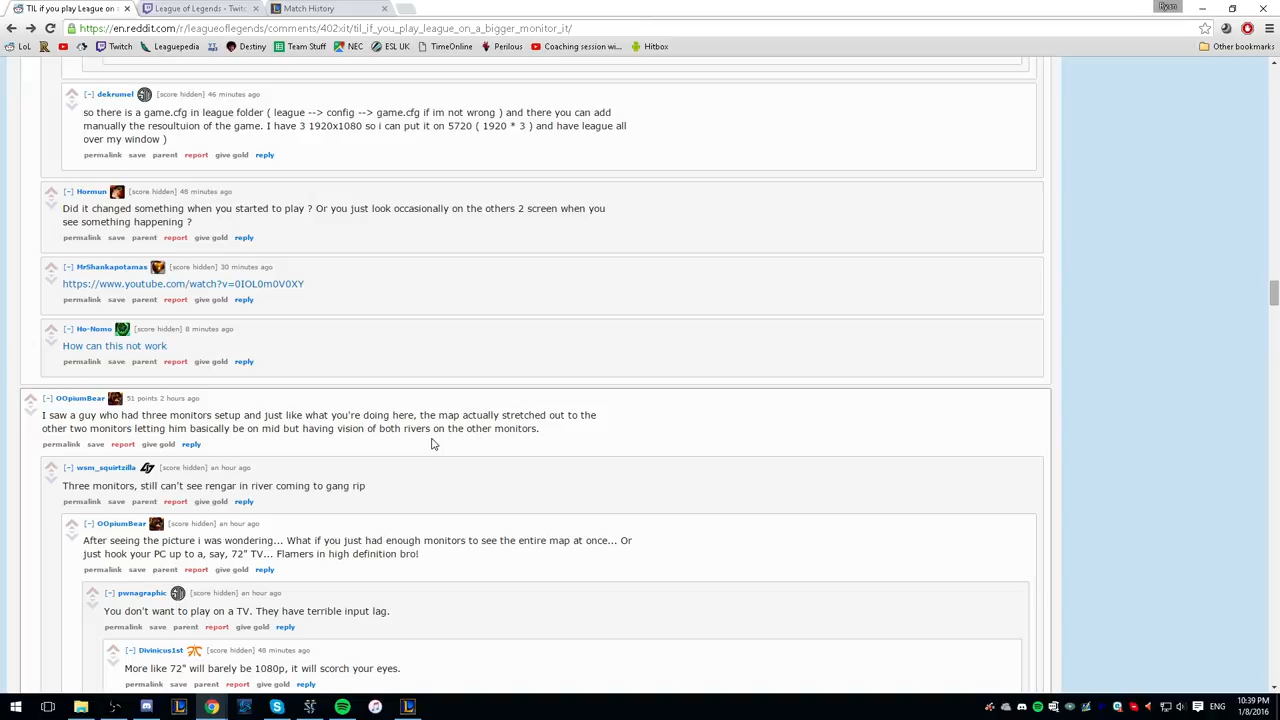 TIL if you play League on a
League of Legends - Twitc
Match History
Ryan
https://en.reddit.com/r/leagueoflegends/comments/402xit/til_if_you_play_league_on_a_bigger_monitor_it/
LoL
Twitch
Leaguepedia
Destiny
Team Stuff
NEC
ESL UK
TimeOnline
Perilous
Coaching session wi...
Hitbox
Other bookmarks
[–] dekrumel [score hidden] 46 minutes ago
so there is a game.cfg in league folder ( league --> config --> game.cfg if im not wrong ) and there you can add
manually the resoultuion of the game. I have 3 1920x1080 so i can put it on 5720 ( 1920 * 3 ) and have league all
over my window )
permalink save parent report give gold reply
[–] Hormun [score hidden] 48 minutes ago
Did it changed something when you started to play ? Or you just look occasionally on the others 2 screen when you
see something happening ?
permalink save parent report give gold reply
[–] MrShankapotamas [score hidden] 30 minutes ago
https://www.youtube.com/watch?v=0IOL0m0V0XY
permalink save parent report give gold reply
[–] Ho-Nomo [score hidden] 8 minutes ago
How can this not work
permalink save parent report give gold reply
[–] OOpiumBear 51 points 2 hours ago
I saw a guy who had three monitors setup and just like what you're doing here, the map actually stretched out to the
other two monitors letting him basically be on mid but having vision of both rivers on the other monitors.
permalink save report give gold reply
[–] wsm_squirtzilla [score hidden] an hour ago
Three monitors, still can't see rengar in river coming to gang rip
permalink save parent report give gold reply
[–] OOpiumBear [score hidden] an hour ago
After seeing the picture i was wondering... What if you just had enough monitors to see the entire map at once... Or
just hook your PC up to a, say, 72" TV... Flamers in high definition bro!
permalink save parent report give gold reply
[–] pwnagraphic [score hidden] an hour ago
You don't want to play on a TV. They have terrible input lag.
permalink save parent report give gold reply
[–] Divinicus1st [score hidden] 48 minutes ago
More like 72" will barely be 1080p, it will scorch your eyes.
permalink save parent report give gold reply
ENG
10:39 PM
1/8/2016